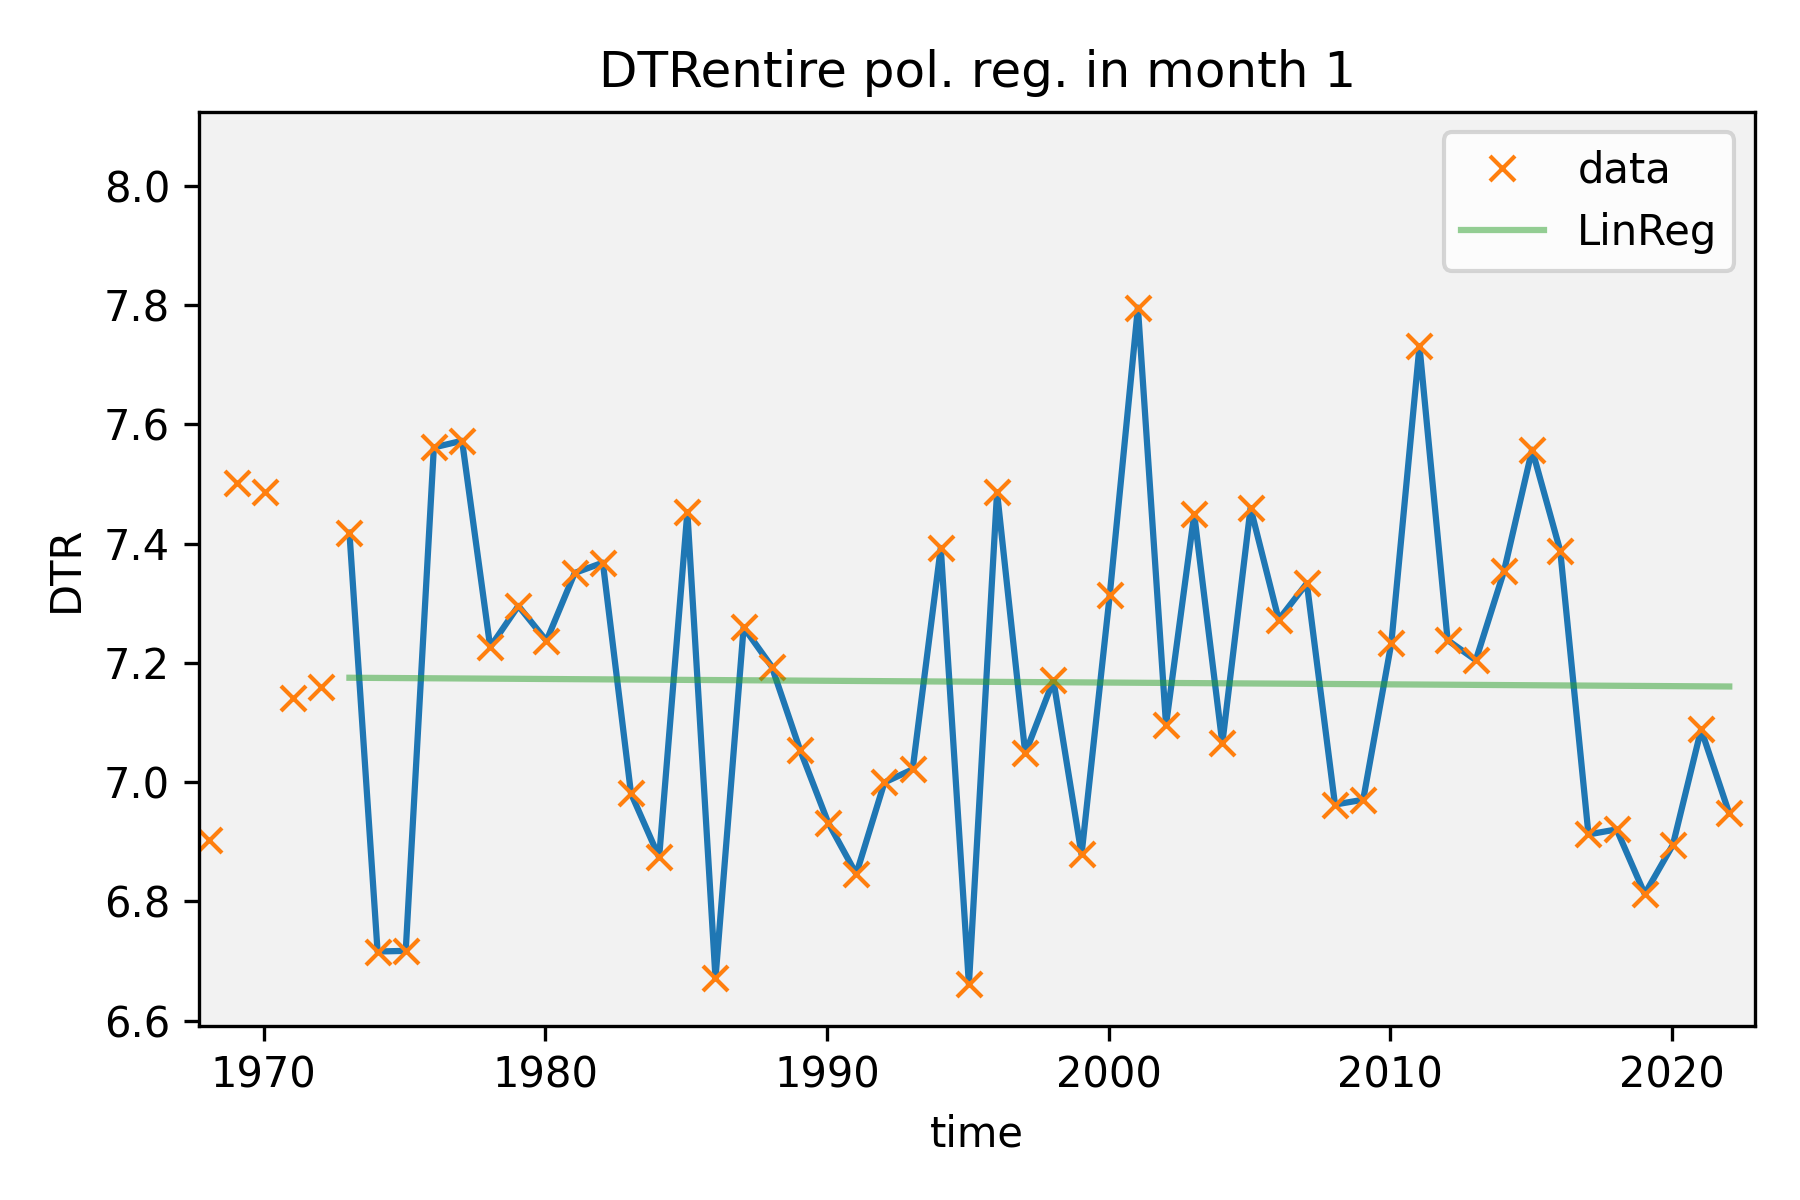 DTRentire pol. reg. in month 1
data
LinReg
8.0
7.8
7.6
7.4
7.2
7.0
6.8
6.6
DTR
1970 1980 1990 2000 2010 2020
time